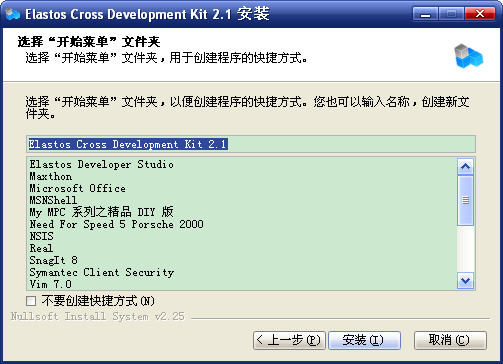 Elastos Cross Development Kit 2.1 安装
选择“开始菜单”文件夹
选择“开始菜单”文件夹，用于创建程序的快捷方式。
选择“开始菜单”文件夹，以便创建程序的快捷方式。您也可以输入名称，创建新文
件夹。
Elastos Cross Development Kit 2.1
Elastos Developer Studio
Maxthon
Microsoft Office
MSNShell
My MPC 系列之精品 DIY 版
Need For Speed 5 Porsche 2000
NSIS
Real
SnagIt 8
Symantec Client Security
Vim 7.0
不要创建快捷方式(N)
Nullsoft Install System v2.25
< 上一步(P) 安装(I) 取消(C)